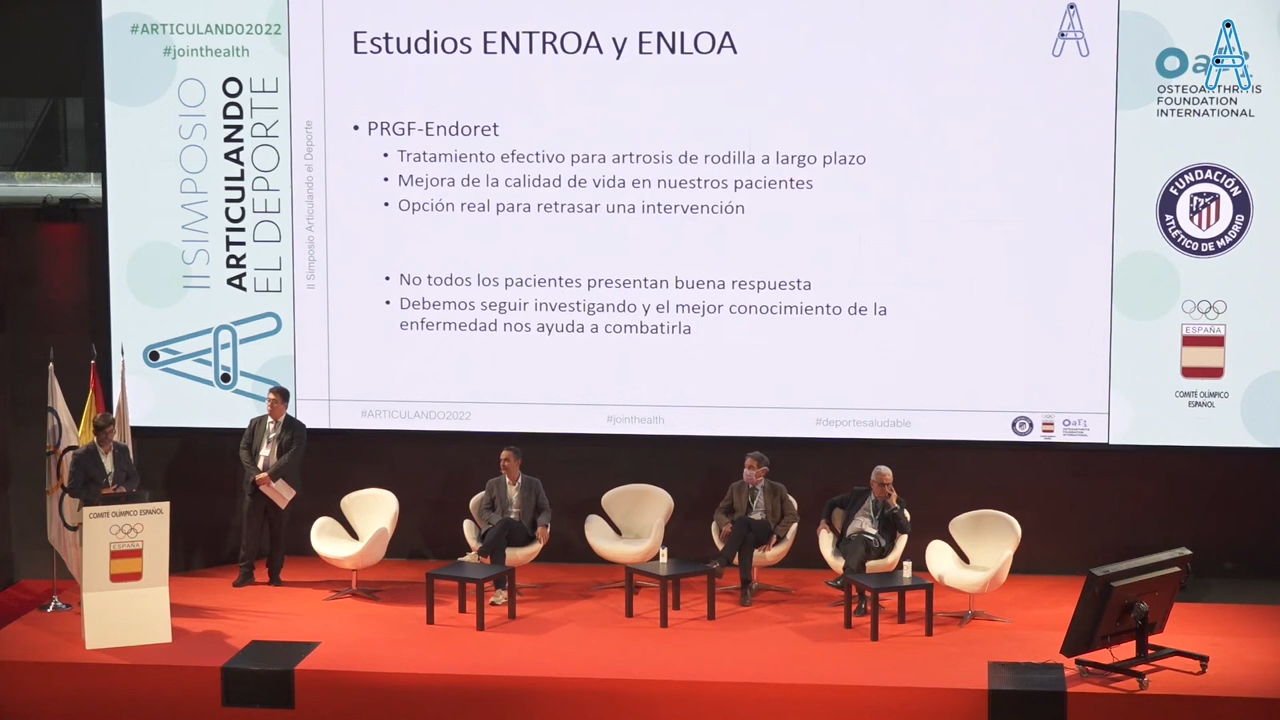 #ARTICULANDO2022
#jointhealth
II SIMPOSIO
ARTICULANDO
EL DEPORTE
II Simposio Articulando el Deporte
Estudios ENTROA y ENLOA
• PRGF-Endoret
• Tratamiento efectivo para artrosis de rodilla a largo plazo
• Mejora de la calidad de vida en nuestros pacientes
• Opción real para retrasar una intervención
• No todos los pacientes presentan buena respuesta
• Debemos seguir investigando y el mejor conocimiento de la
enfermedad nos ayuda a combatirla
#ARTICULANDO2022
#jointhealth
#deportesaludable
OSTEOARTHRITIS
FOUNDATION
INTERNATIONAL
FUNDACIÓN
ATLÉTICO DE MADRID
ESPAÑA
COMITÉ OLÍMPICO
ESPAÑOL
COMITÉ OLÍMPICO ESPAÑOL
ESPAÑA